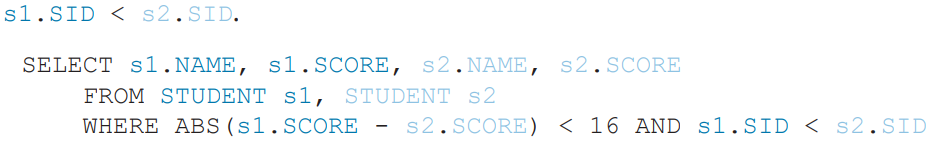 s1.SID < s2.SID.
SELECT s1.NAME, s1.SCORE, s2.NAME, s2.SCORE
FROM STUDENT s1, STUDENT s2
WHERE ABS(s1.SCORE - s2.SCORE) < 16 AND s1.SID < s2.SID